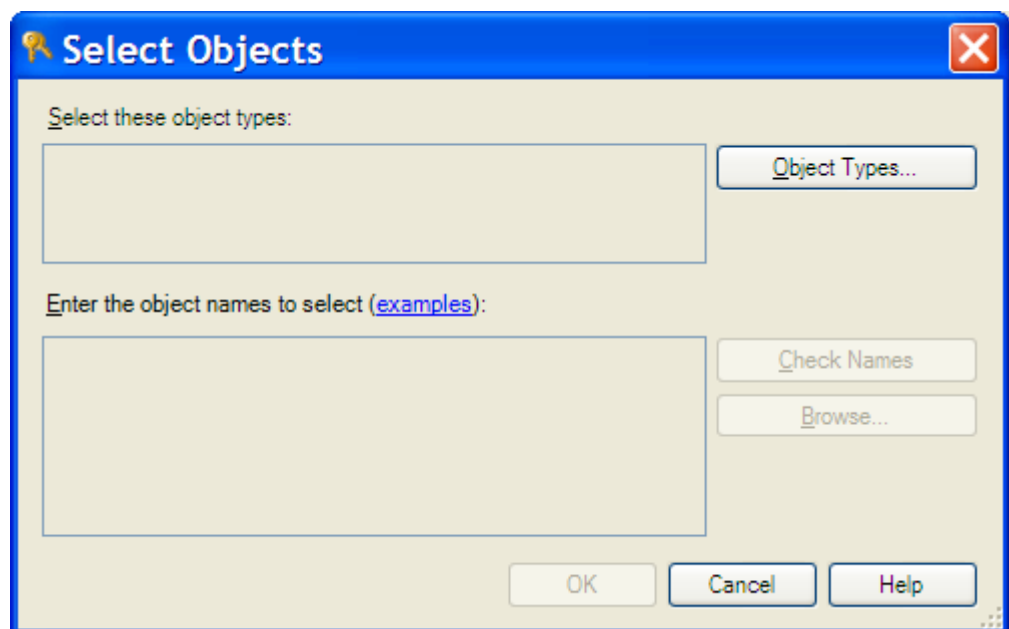 Select Objects
Select these object types:
Object Types...
Enter the object names to select (examples):
Check Names
Browse...
OK Cancel Help